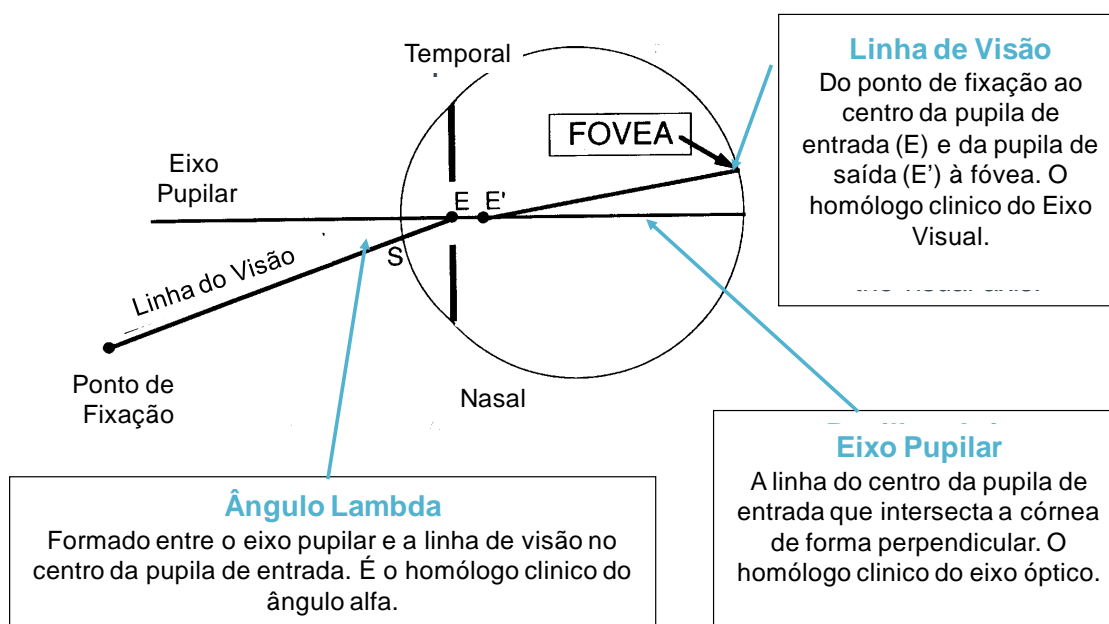 Temporal
FOVEA
Eixo
Pupilar
E E'
S
Linha do Visão
Ponto de
Fixação
Nasal
Linha de Visão
Do ponto de fixação ao
centro da pupila de
entrada (E) e da pupila de
saída (E’) à fóvea. O
homólogo clinico do Eixo
Visual.
Eixo Pupilar
A linha do centro da pupila de
entrada que intersecta a córnea
de forma perpendicular. O
homólogo clinico do eixo óptico.
Ângulo Lambda
Formado entre o eixo pupilar e a linha de visão no
centro da pupila de entrada. É o homólogo clinico do
ângulo alfa.